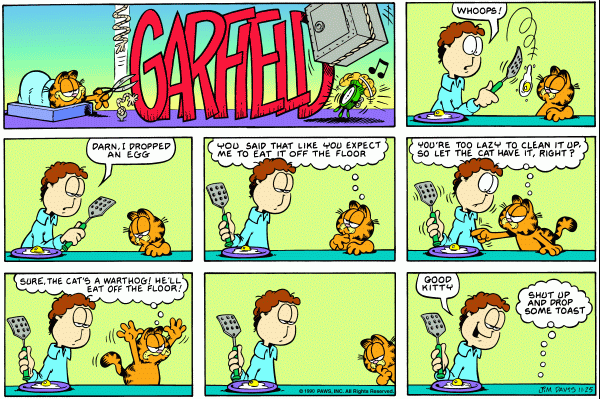 GARFIELD
WHOOPS!
DARN, I DROPPED
AN EGG
YOU SAID THAT LIKE YOU EXPECT
ME TO EAT IT OFF THE FLOOR
YOU'RE TOO LAZY TO CLEAN IT UP,
SO LET THE CAT HAVE IT, RIGHT?
SURE, THE CAT'S A WARTHOG! HE'LL
EAT OFF THE FLOOR!
© 1990 PAWS, INC. All Rights Reserved.
GOOD
KITTY
SHUT UP
AND DROP
SOME TOAST
JIM DAVIS 11-25